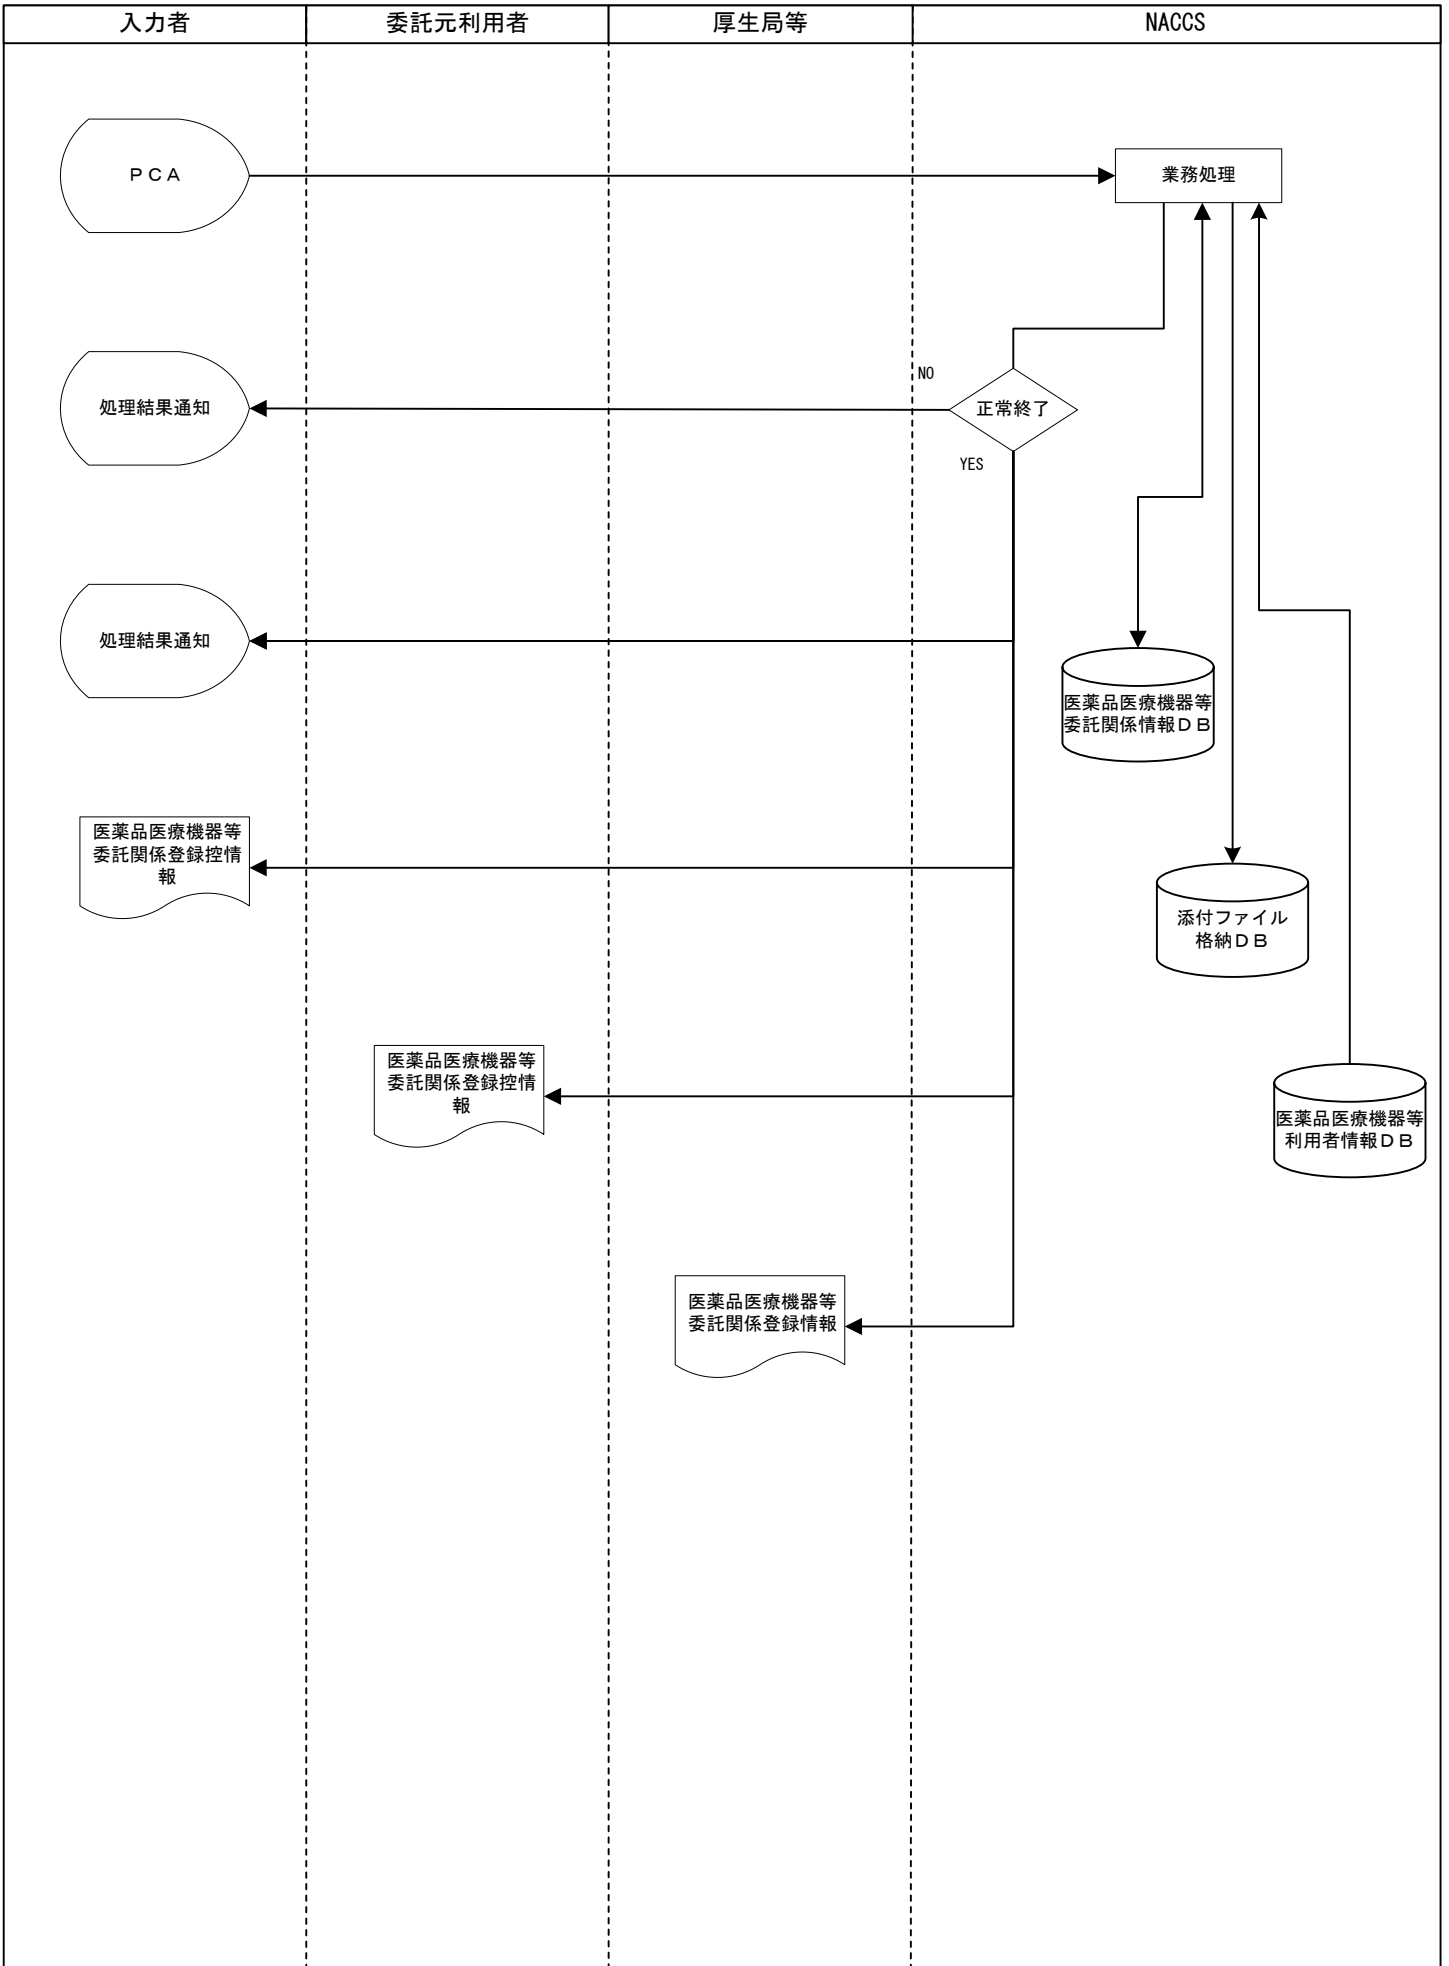 入力者
委託元利用者
厚生局等
NACCS
ＰＣＡ
業務処理
処理結果通知
NO
正常終了
YES
処理結果通知
医薬品医療機器等
委託関係情報ＤＢ
医薬品医療機器等
委託関係登録控情
報
添付ファイル
格納ＤＢ
医薬品医療機器等
委託関係登録控情
報
医薬品医療機器等
利用者情報ＤＢ
医薬品医療機器等
委託関係登録情報